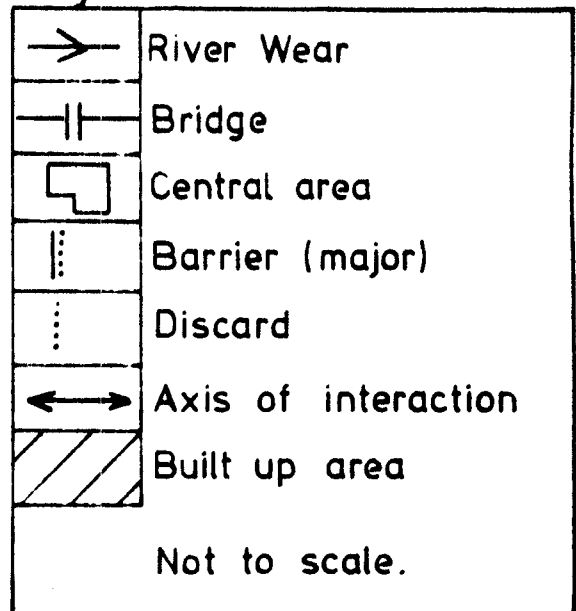 River Wear
Bridge
Central area
Barrier (major)
Discard
Axis of interaction
Built up area
Not to scale.